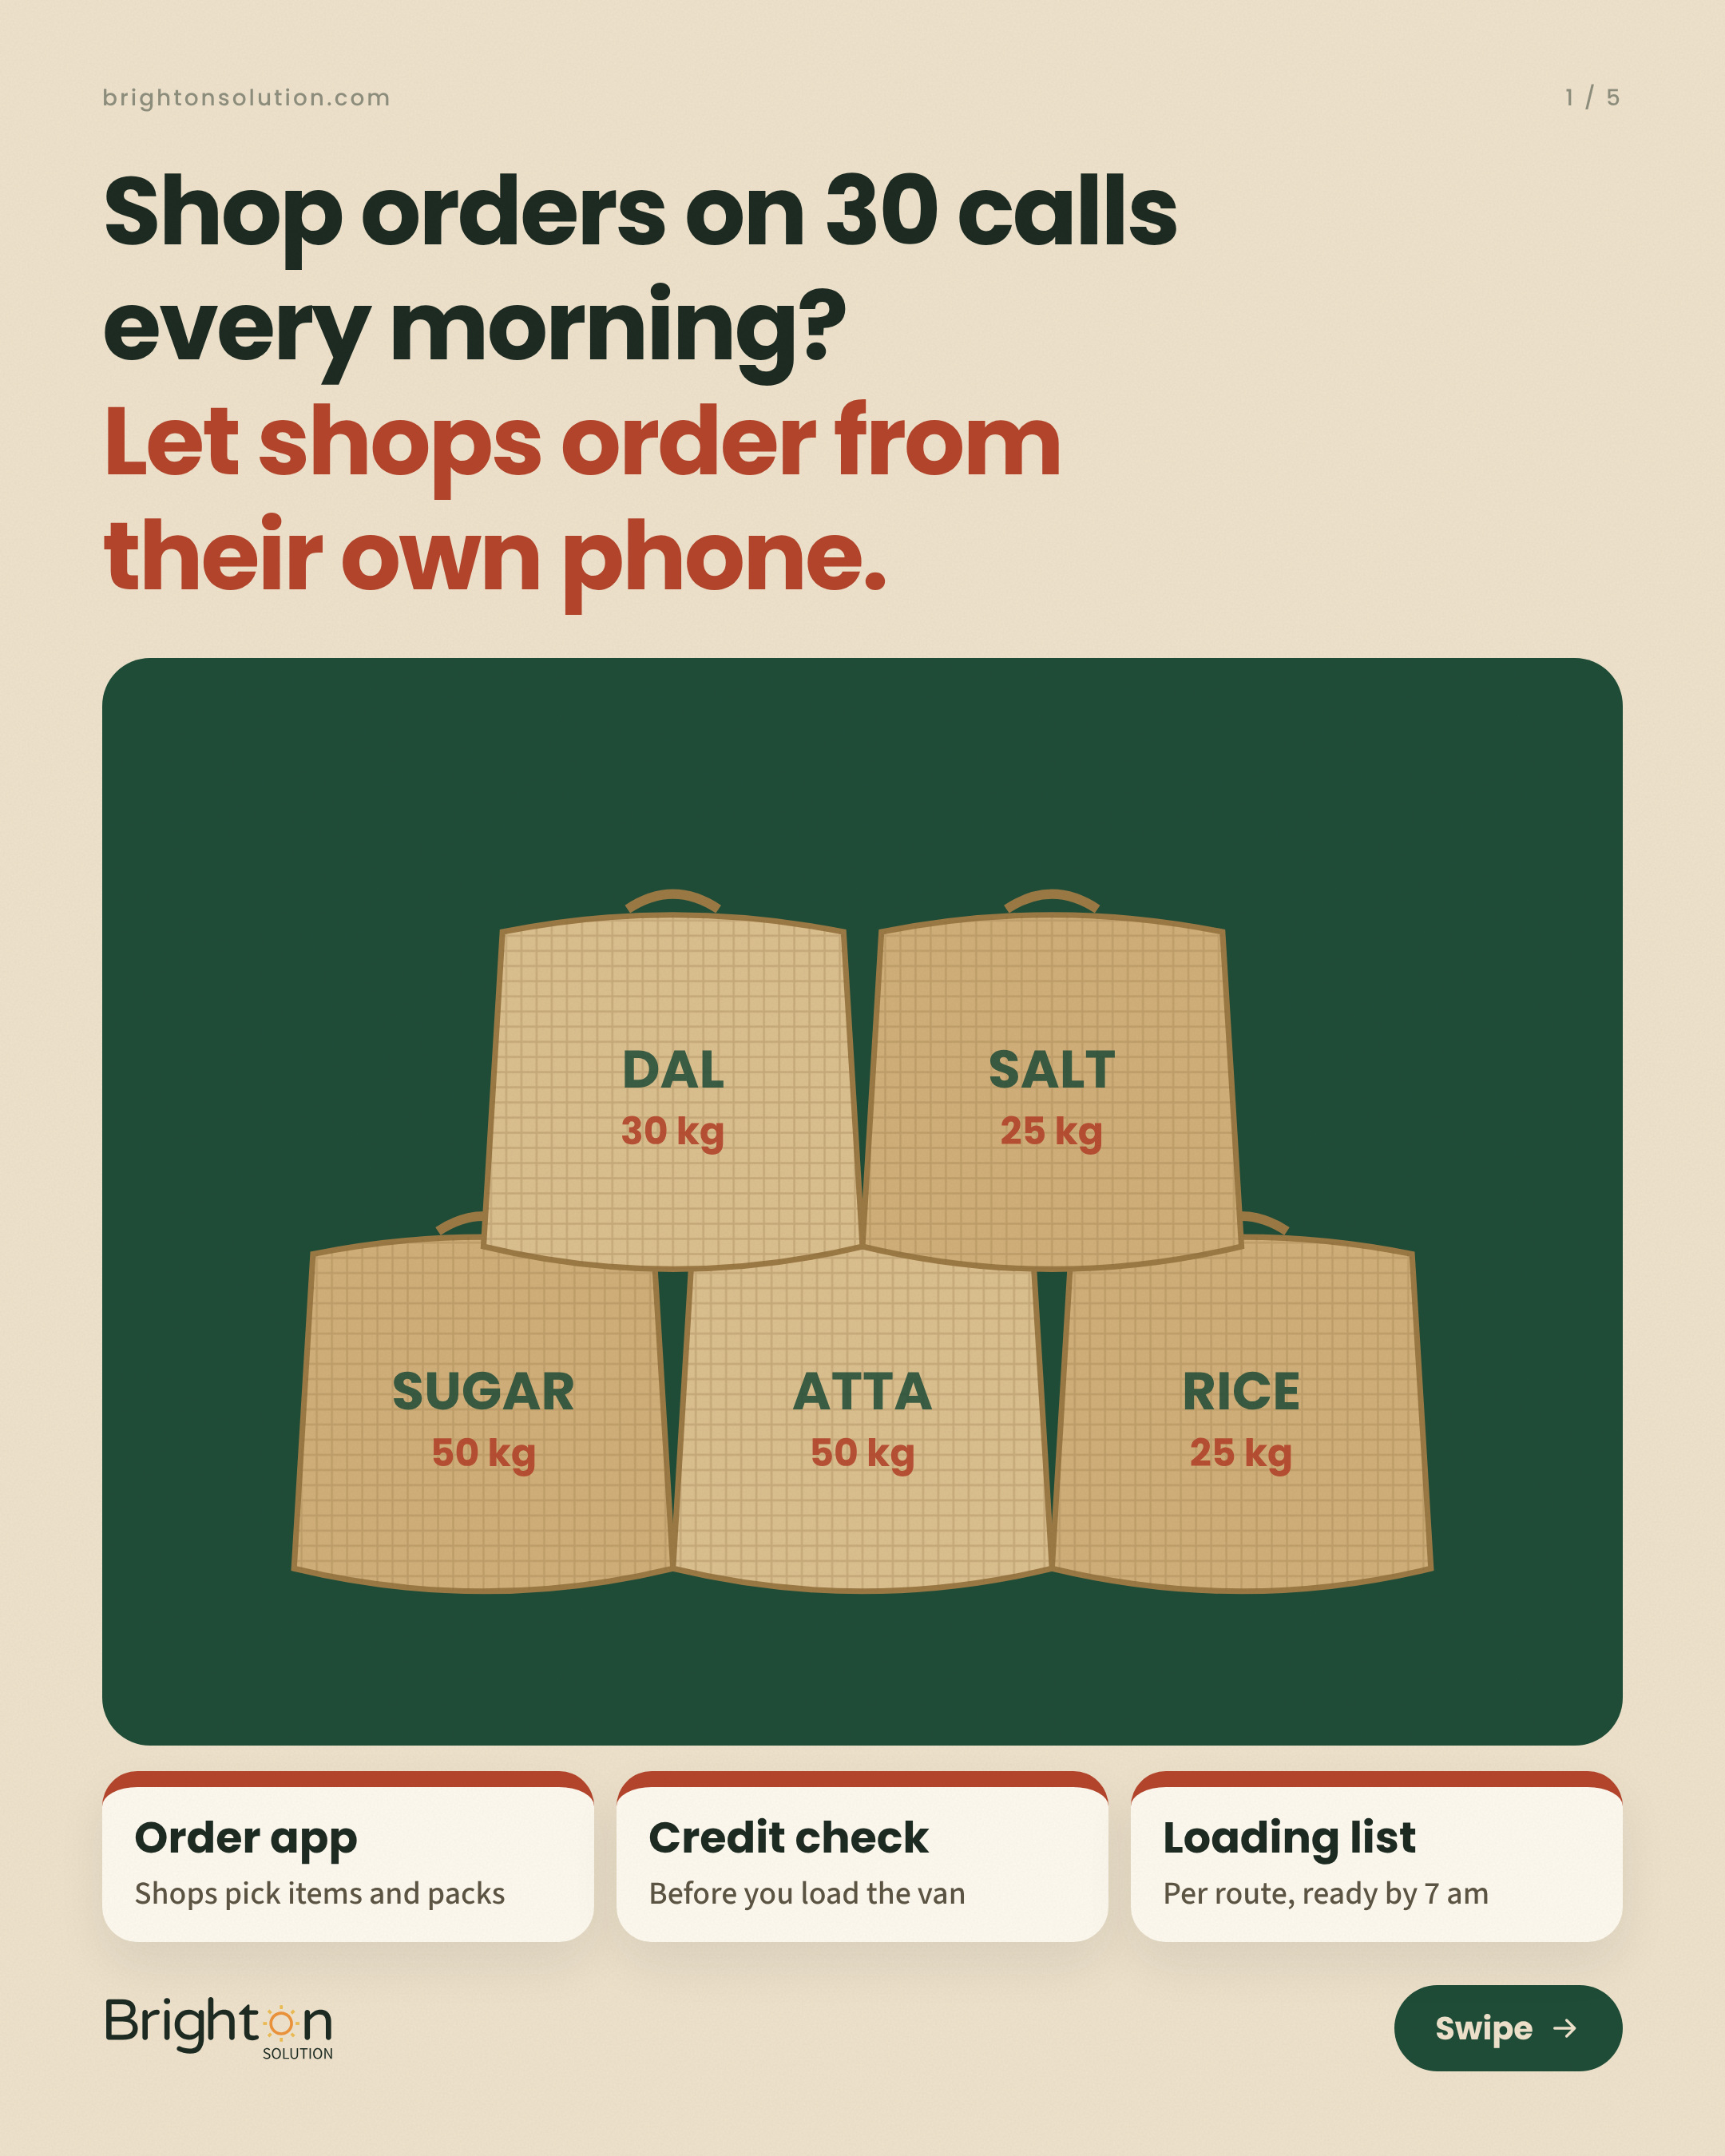 brightonsolution.com
1 / 5
Shop orders on 30 calls
every morning?
Let shops order from
their own phone.
DAL
30 kg
SALT
25 kg
SUGAR
50 kg
ATTA
50 kg
RICE
25 kg
Order app
Shops pick items and packs
Credit check
Before you load the van
Loading list
Per route, ready by 7 am
Brighton
SOLUTION
Swipe →